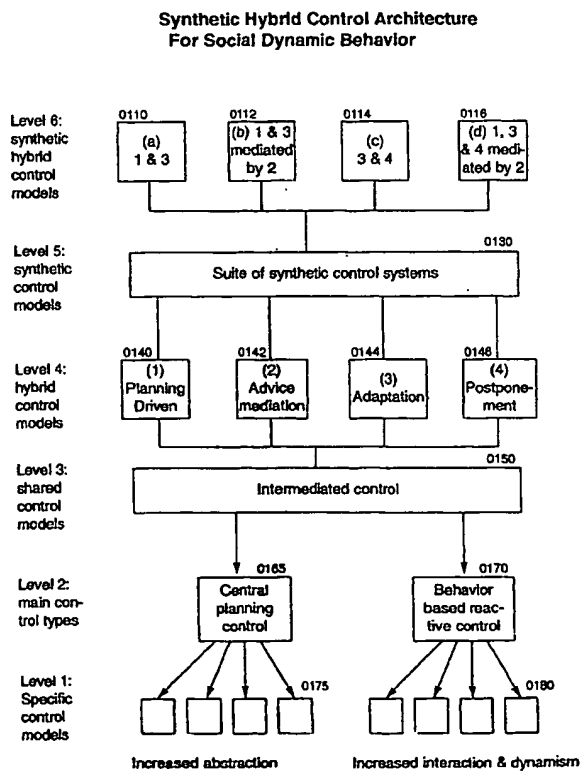 Synthetic Hybrid Control Architecture
For Social Dynamic Behavior
Level 6:
synthetic
hybrid
control
models
0110
(a)
1 & 3
0112
(b) 1 & 3
mediated
by 2
0114
(c)
3 & 4
0116
(d) 1, 3
& 4 medi-
ated by 2
Level 5:
synthetic
control
models
0130
Suite of synthetic control systems
Level 4:
hybrid
control
models
0140
(1)
Planning
Driven
0142
(2)
Advice
mediation
0144
(3)
Adaptation
0146
(4)
Postpone-
ment
Level 3:
shared
control
models
0150
Intermediated control
Level 2:
main con-
trol types
0165
Central
planning
control
0170
Behavior
based reac-
tive control
Level 1:
Specific
control
models
0175
0180
Increased abstraction
Increased interaction & dynamism